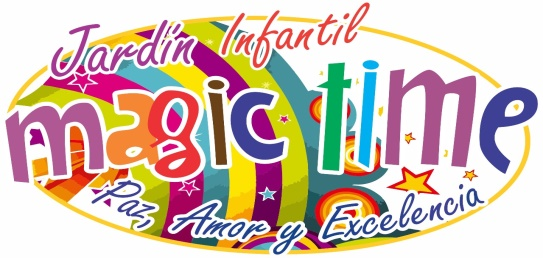 Jardín Infantil
magic time
Paz, Amor y Excelencia